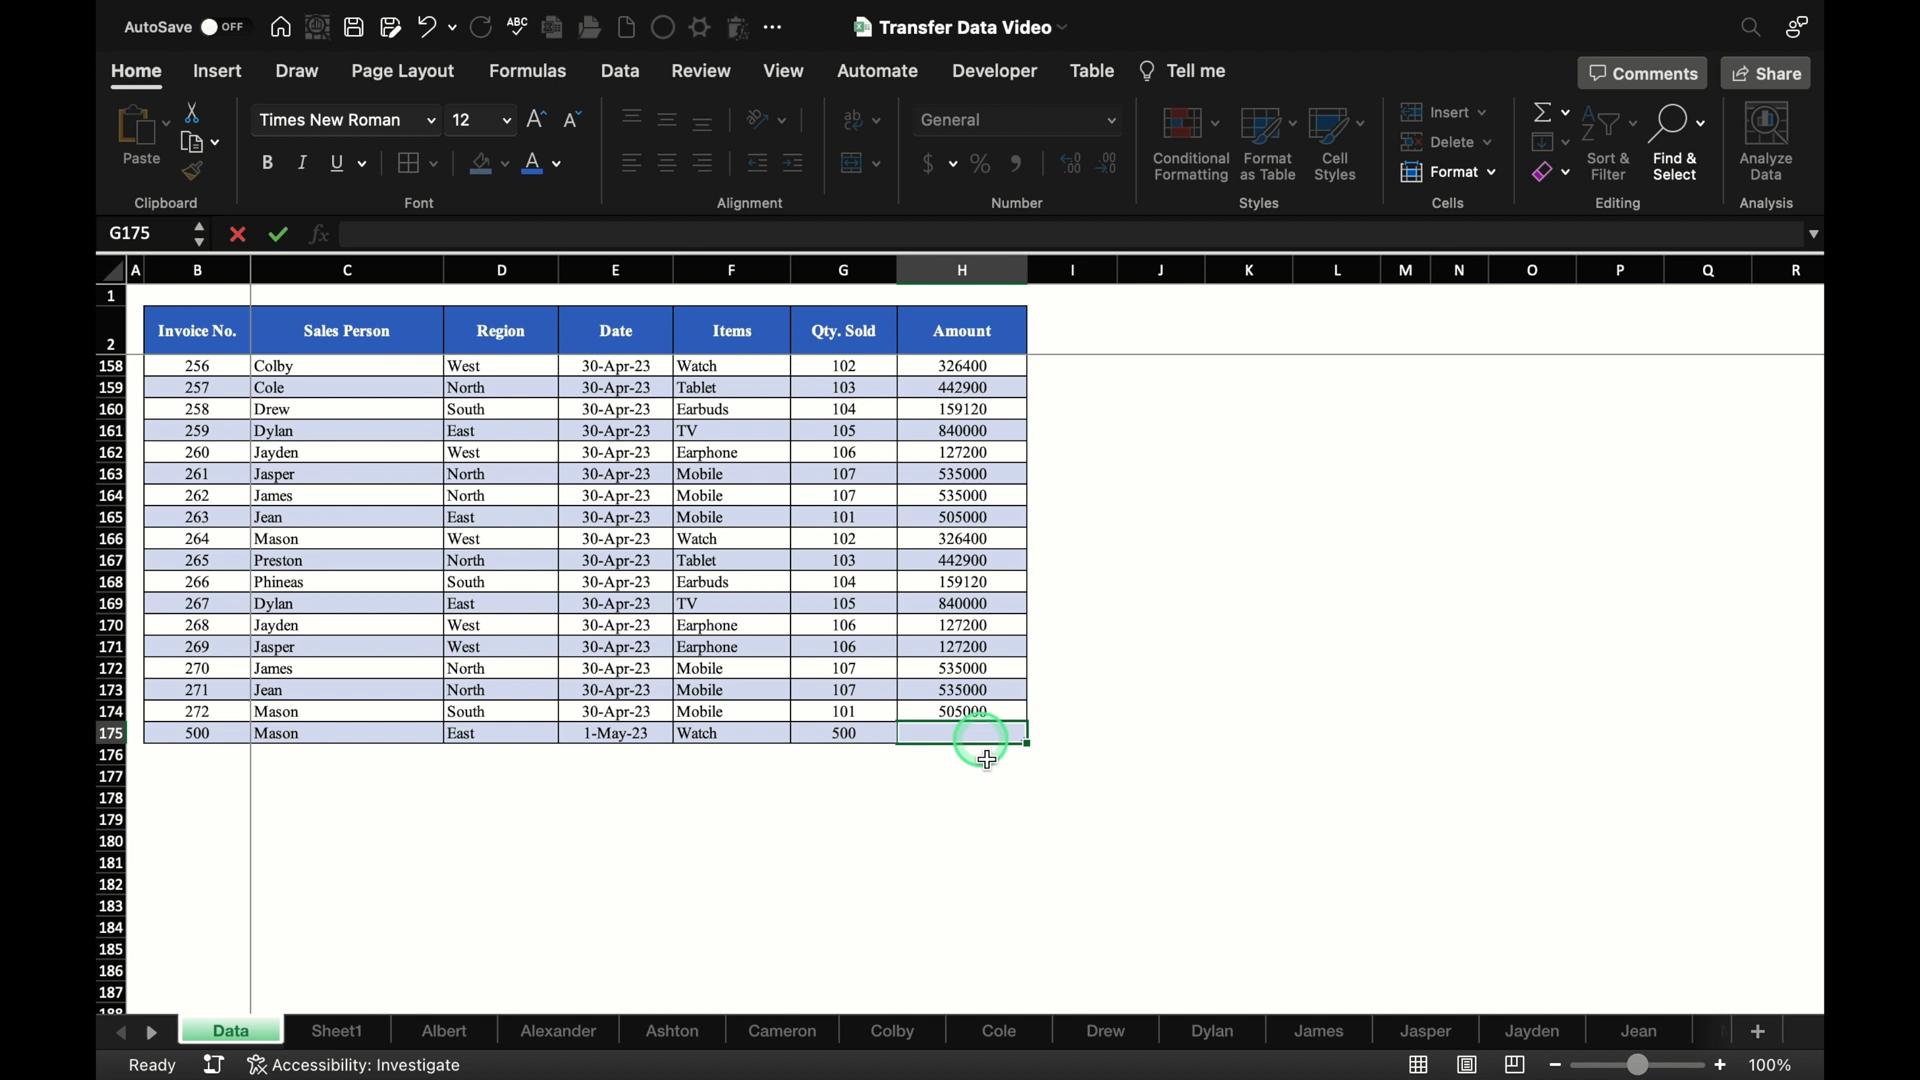 AutoSave OFF ABC Transfer Data Video
Home Insert Draw Page Layout Formulas Data Review View Automate Developer Table Tell me Comments Share
Paste Times New Roman 12 A A General Insert
B I U A $ % , .00 .00 Delete
Conditional Formatting Format as Table Cell Styles Format Sort & Filter Find & Select Analyze Data
Clipboard Font Alignment Number Styles Cells Editing Analysis
G175 fx
A B C D E F G H I J K L M N O P Q R
1
2 Invoice No. Sales Person Region Date Items Qty. Sold Amount
158 256 Colby West 30-Apr-23 Watch 102 326400
159 257 Cole North 30-Apr-23 Tablet 103 442900
160 258 Drew South 30-Apr-23 Earbuds 104 159120
161 259 Dylan East 30-Apr-23 TV 105 840000
162 260 Jayden West 30-Apr-23 Earphone 106 127200
163 261 Jasper North 30-Apr-23 Mobile 107 535000
164 262 James North 30-Apr-23 Mobile 107 535000
165 263 Jean East 30-Apr-23 Mobile 101 505000
166 264 Mason West 30-Apr-23 Watch 102 326400
167 265 Preston North 30-Apr-23 Tablet 103 442900
168 266 Phineas South 30-Apr-23 Earbuds 104 159120
169 267 Dylan East 30-Apr-23 TV 105 840000
170 268 Jayden West 30-Apr-23 Earphone 106 127200
171 269 Jasper West 30-Apr-23 Earphone 106 127200
172 270 James North 30-Apr-23 Mobile 107 535000
173 271 Jean North 30-Apr-23 Mobile 107 535000
174 272 Mason South 30-Apr-23 Mobile 101 505000
175 500 Mason East 1-May-23 Watch 500
176
177
178
179
180
181
182
183
184
185
186
187
188
Data Sheet1 Albert Alexander Ashton Cameron Colby Cole Drew Dylan James Jasper Jayden Jean
Ready Accessibility: Investigate 100%